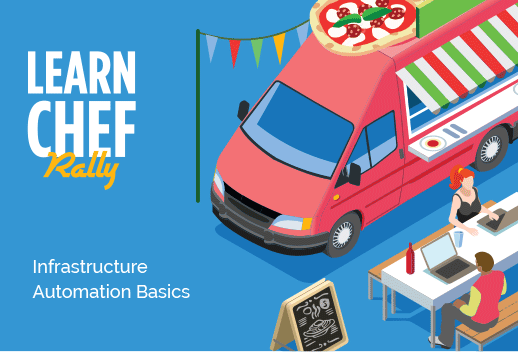 LEARN
CHEF
Rally
Infrastructure
Automation Basics